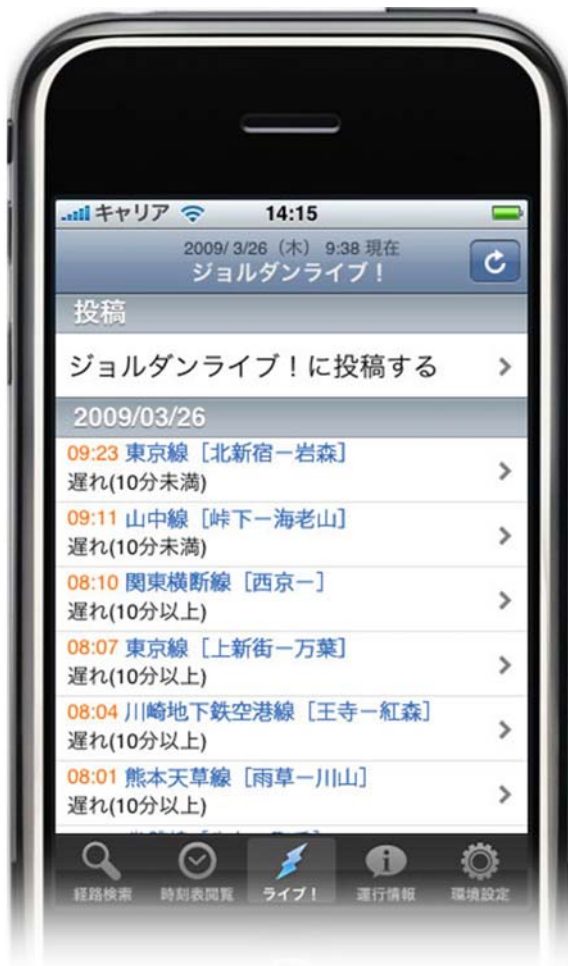 キャリア 14:15
2009/ 3/26（木） 9:38 現在
ジョルダンライブ！
投稿
ジョルダンライブ！に投稿する
2009/03/26
09:23 東京線［北新宿ー岩森］
遅れ(10分未満)
09:11 山中線［峠下ー海老山］
遅れ(10分未満)
08:10 関東横断線［西京ー］
遅れ(10分以上)
08:07 東京線［上新街ー万葉］
遅れ(10分以上)
08:04 川崎地下鉄空港線［王寺ー紅森］
遅れ(10分以上)
08:01 熊本天草線［雨草ー川山］
遅れ(10分以上)
経路検索 時刻表閲覧 ライブ！ 運行情報 環境設定